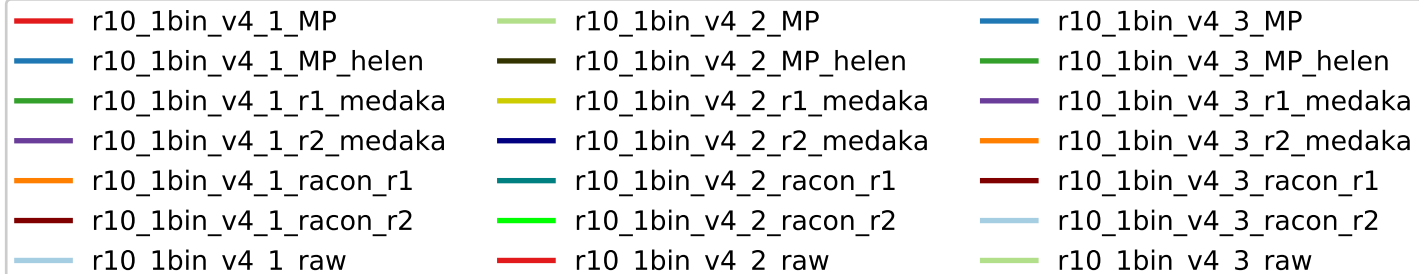 r10_1bin_v4_1_MP r10_1bin_v4_2_MP r10_1bin_v4_3_MP
r10_1bin_v4_1_MP_helen r10_1bin_v4_2_MP_helen r10_1bin_v4_3_MP_helen
r10_1bin_v4_1_r1_medaka r10_1bin_v4_2_r1_medaka r10_1bin_v4_3_r1_medaka
r10_1bin_v4_1_r2_medaka r10_1bin_v4_2_r2_medaka r10_1bin_v4_3_r2_medaka
r10_1bin_v4_1_racon_r1 r10_1bin_v4_2_racon_r1 r10_1bin_v4_3_racon_r1
r10_1bin_v4_1_racon_r2 r10_1bin_v4_2_racon_r2 r10_1bin_v4_3_racon_r2
r10_1bin_v4_1_raw r10_1bin_v4_2_raw r10_1bin_v4_3_raw